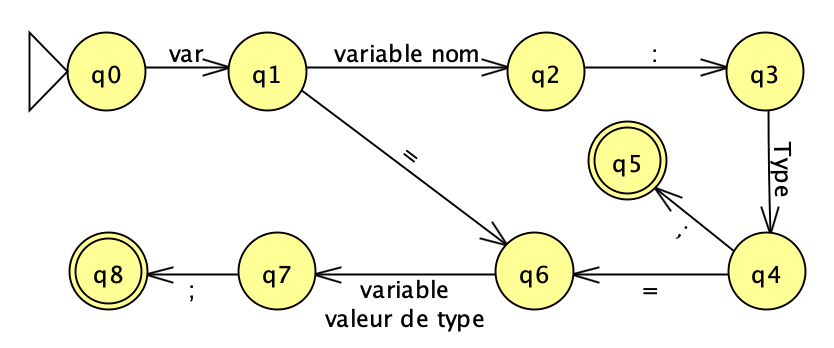 q0
var
q1
variable nom
q2
:
q3
=
q5
Type
;
q8
;
q7
variable
valeur de type
q6
=
q4